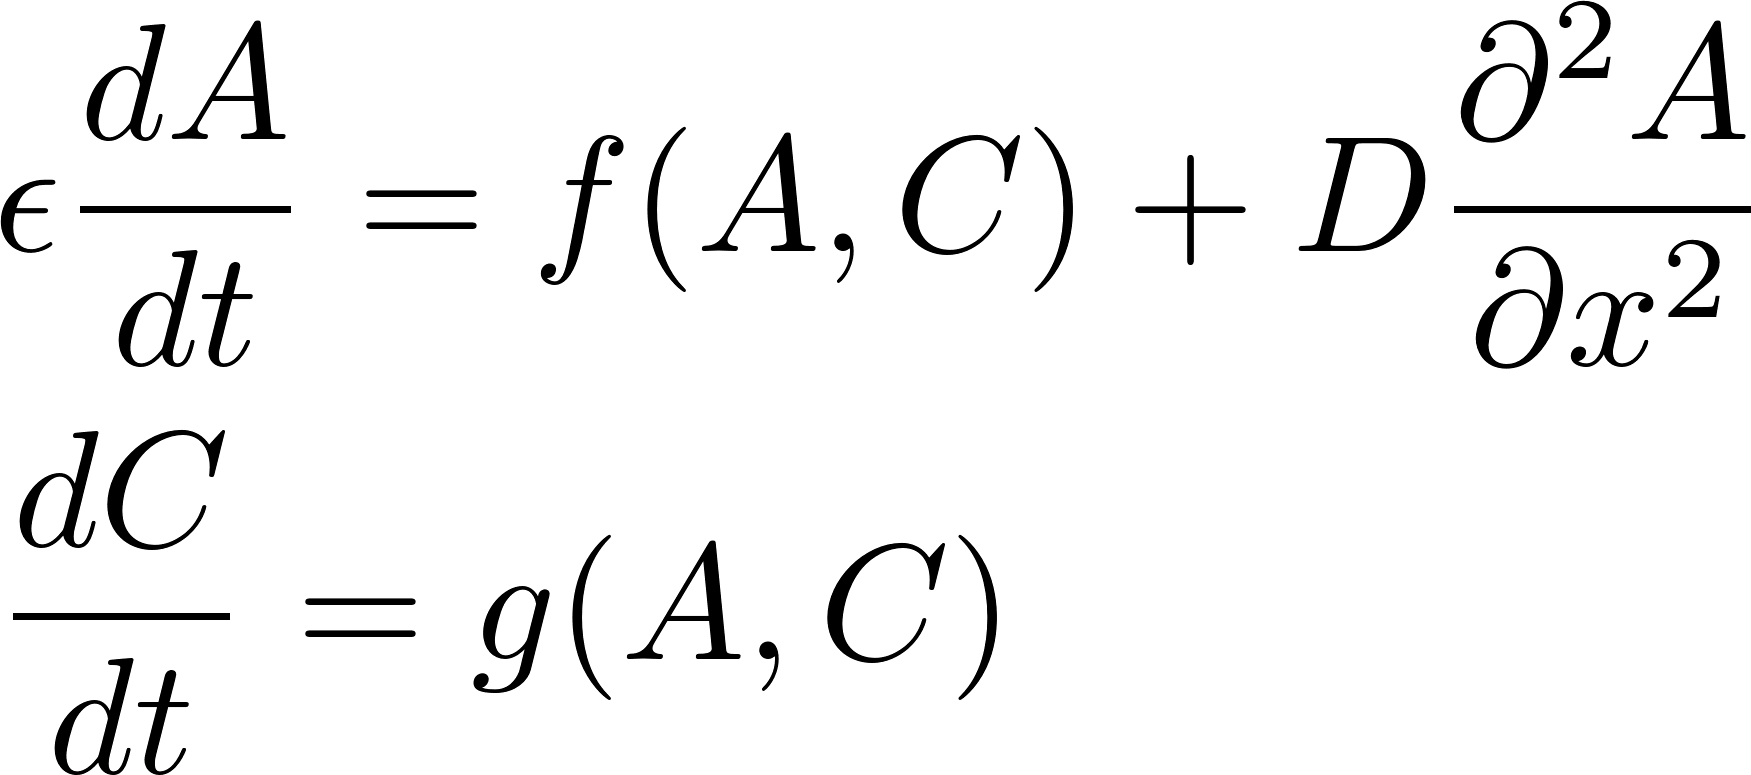 ϵ dA/dt = f(A, C) + D ∂²A/∂x²
dC/dt = g(A, C)